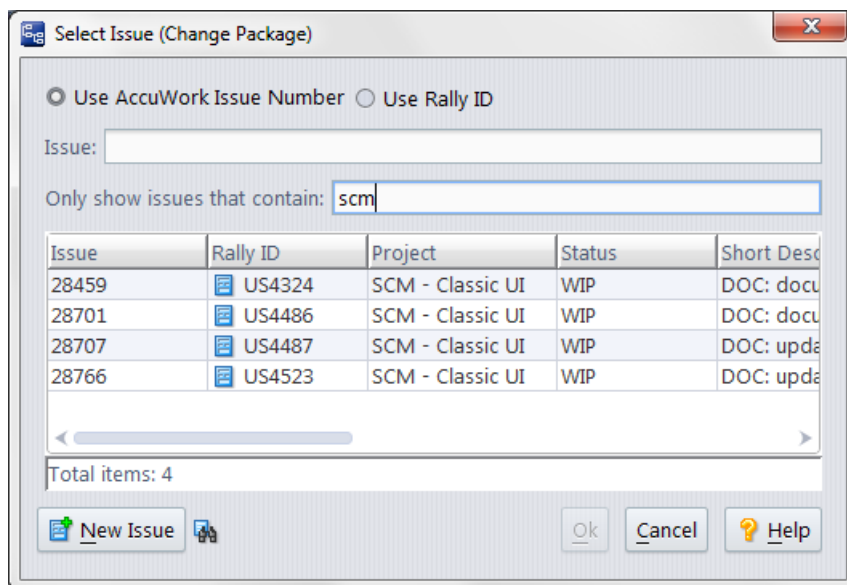 Select Issue (Change Package)
Use AccuWork Issue Number Use Rally ID
Issue:
Only show issues that contain: scm
Issue Rally ID Project Status Short Desc
28459 US4324 SCM - Classic UI WIP DOC: docu
28701 US4486 SCM - Classic UI WIP DOC: docu
28707 US4487 SCM - Classic UI WIP DOC: upda
28766 US4523 SCM - Classic UI WIP DOC: upda
Total items: 4
New Issue Ok Cancel Help